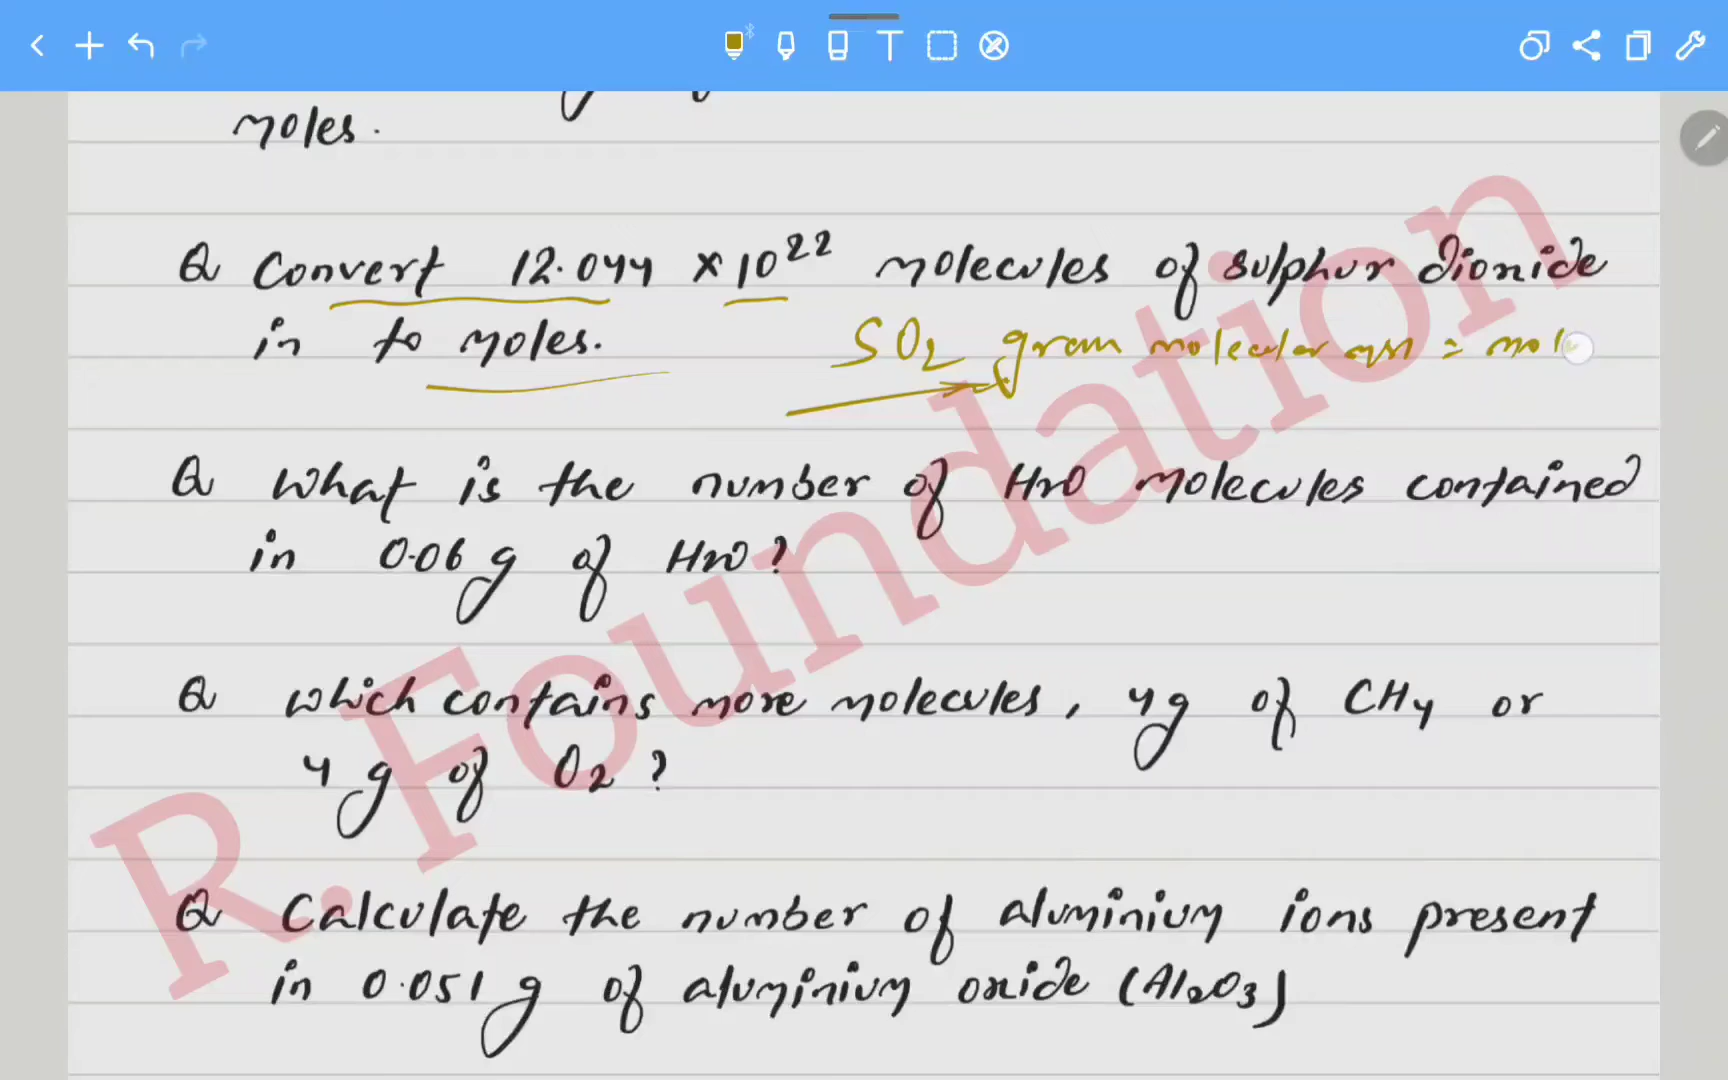 moles.
Q Convert 12.044 × 10²² molecules of sulphur dioxide
in to moles. SO₂ gram molecular = mol
Q What is the number of H₂O molecules contained
in 0.06 g of H₂O ?
Q Which contains more molecules, 4g of CH₄ or
4 g of O₂ ?
Q Calculate the number of aluminium ions present
in 0.051 g of aluminium oxide (Al₂O₃)
R. Foundation